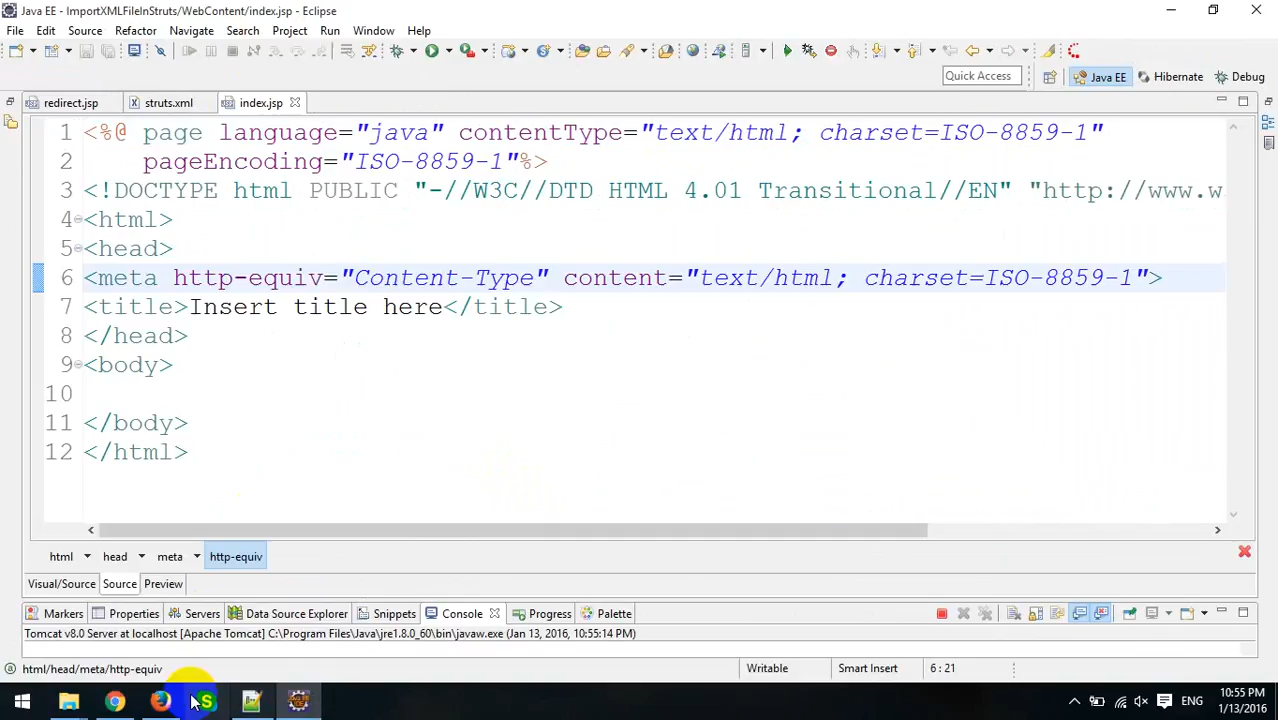 Java EE - ImportXMLFileInStruts/WebContent/index.jsp - Eclipse
File Edit Source Refactor Navigate Search Project Run Window Help
Quick Access Java EE Hibernate Debug
redirect.jsp struts.xml index.jsp
1 <%@ page language="java" contentType="text/html; charset=ISO-8859-1"
2 pageEncoding="ISO-8859-1"%>
3 <!DOCTYPE html PUBLIC "-//W3C//DTD HTML 4.01 Transitional//EN" "http://www.w
4 <html>
5 <head>
6 <meta http-equiv="Content-Type" content="text/html; charset=ISO-8859-1">
7 <title>Insert title here</title>
8 </head>
9 <body>
10
11 </body>
12 </html>
html head meta http-equiv
Visual/Source Source Preview
Markers Properties Servers Data Source Explorer Snippets Console Progress Palette
Tomcat v8.0 Server at localhost [Apache Tomcat] C:\Program Files\Java\jre1.8.0_60\bin\javaw.exe (Jan 13, 2016, 10:55:14 PM)
html/head/meta/http-equiv Writable Smart Insert 6 : 21
ENG 10:55 PM
1/13/2016